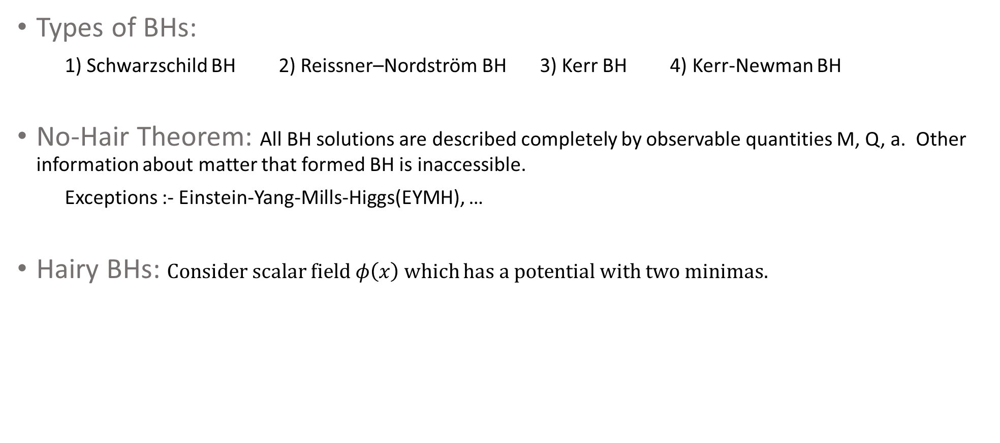 • Types of BHs:
1) Schwarzschild BH 2) Reissner–Nordström BH 3) Kerr BH 4) Kerr-Newman BH
• No-Hair Theorem: All BH solutions are described completely by observable quantities M, Q, a. Other
information about matter that formed BH is inaccessible.
Exceptions :- Einstein-Yang-Mills-Higgs(EYMH), ...
• Hairy BHs: Consider scalar field 𝜙(𝑥) which has a potential with two minimas.